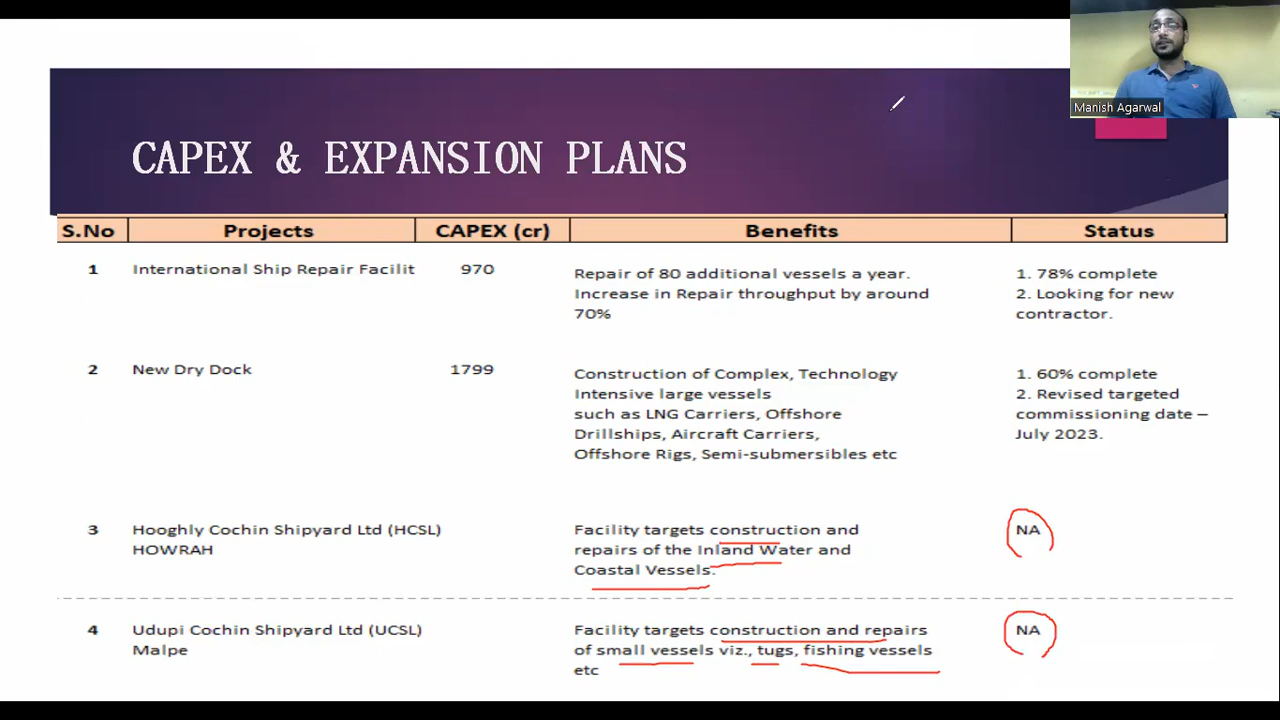 Manish Agarwal
CAPEX & EXPANSION PLANS
S.No Projects CAPEX (cr) Benefits Status
1 International Ship Repair Facilit 970 Repair of 80 additional vessels a year. 1. 78% complete
Increase in Repair throughput by around 2. Looking for new
70% contractor.
2 New Dry Dock 1799 Construction of Complex, Technology 1. 60% complete
Intensive large vessels 2. Revised targeted
such as LNG Carriers, Offshore commissioning date –
Drillships, Aircraft Carriers, July 2023.
Offshore Rigs, Semi-submersibles etc
3 Hooghly Cochin Shipyard Ltd (HCSL) Facility targets construction and NA
HOWRAH repairs of the Inland Water and
Coastal Vessels.
4 Udupi Cochin Shipyard Ltd (UCSL) Facility targets construction and repairs NA
Malpe of small vessels viz., tugs, fishing vessels
etc